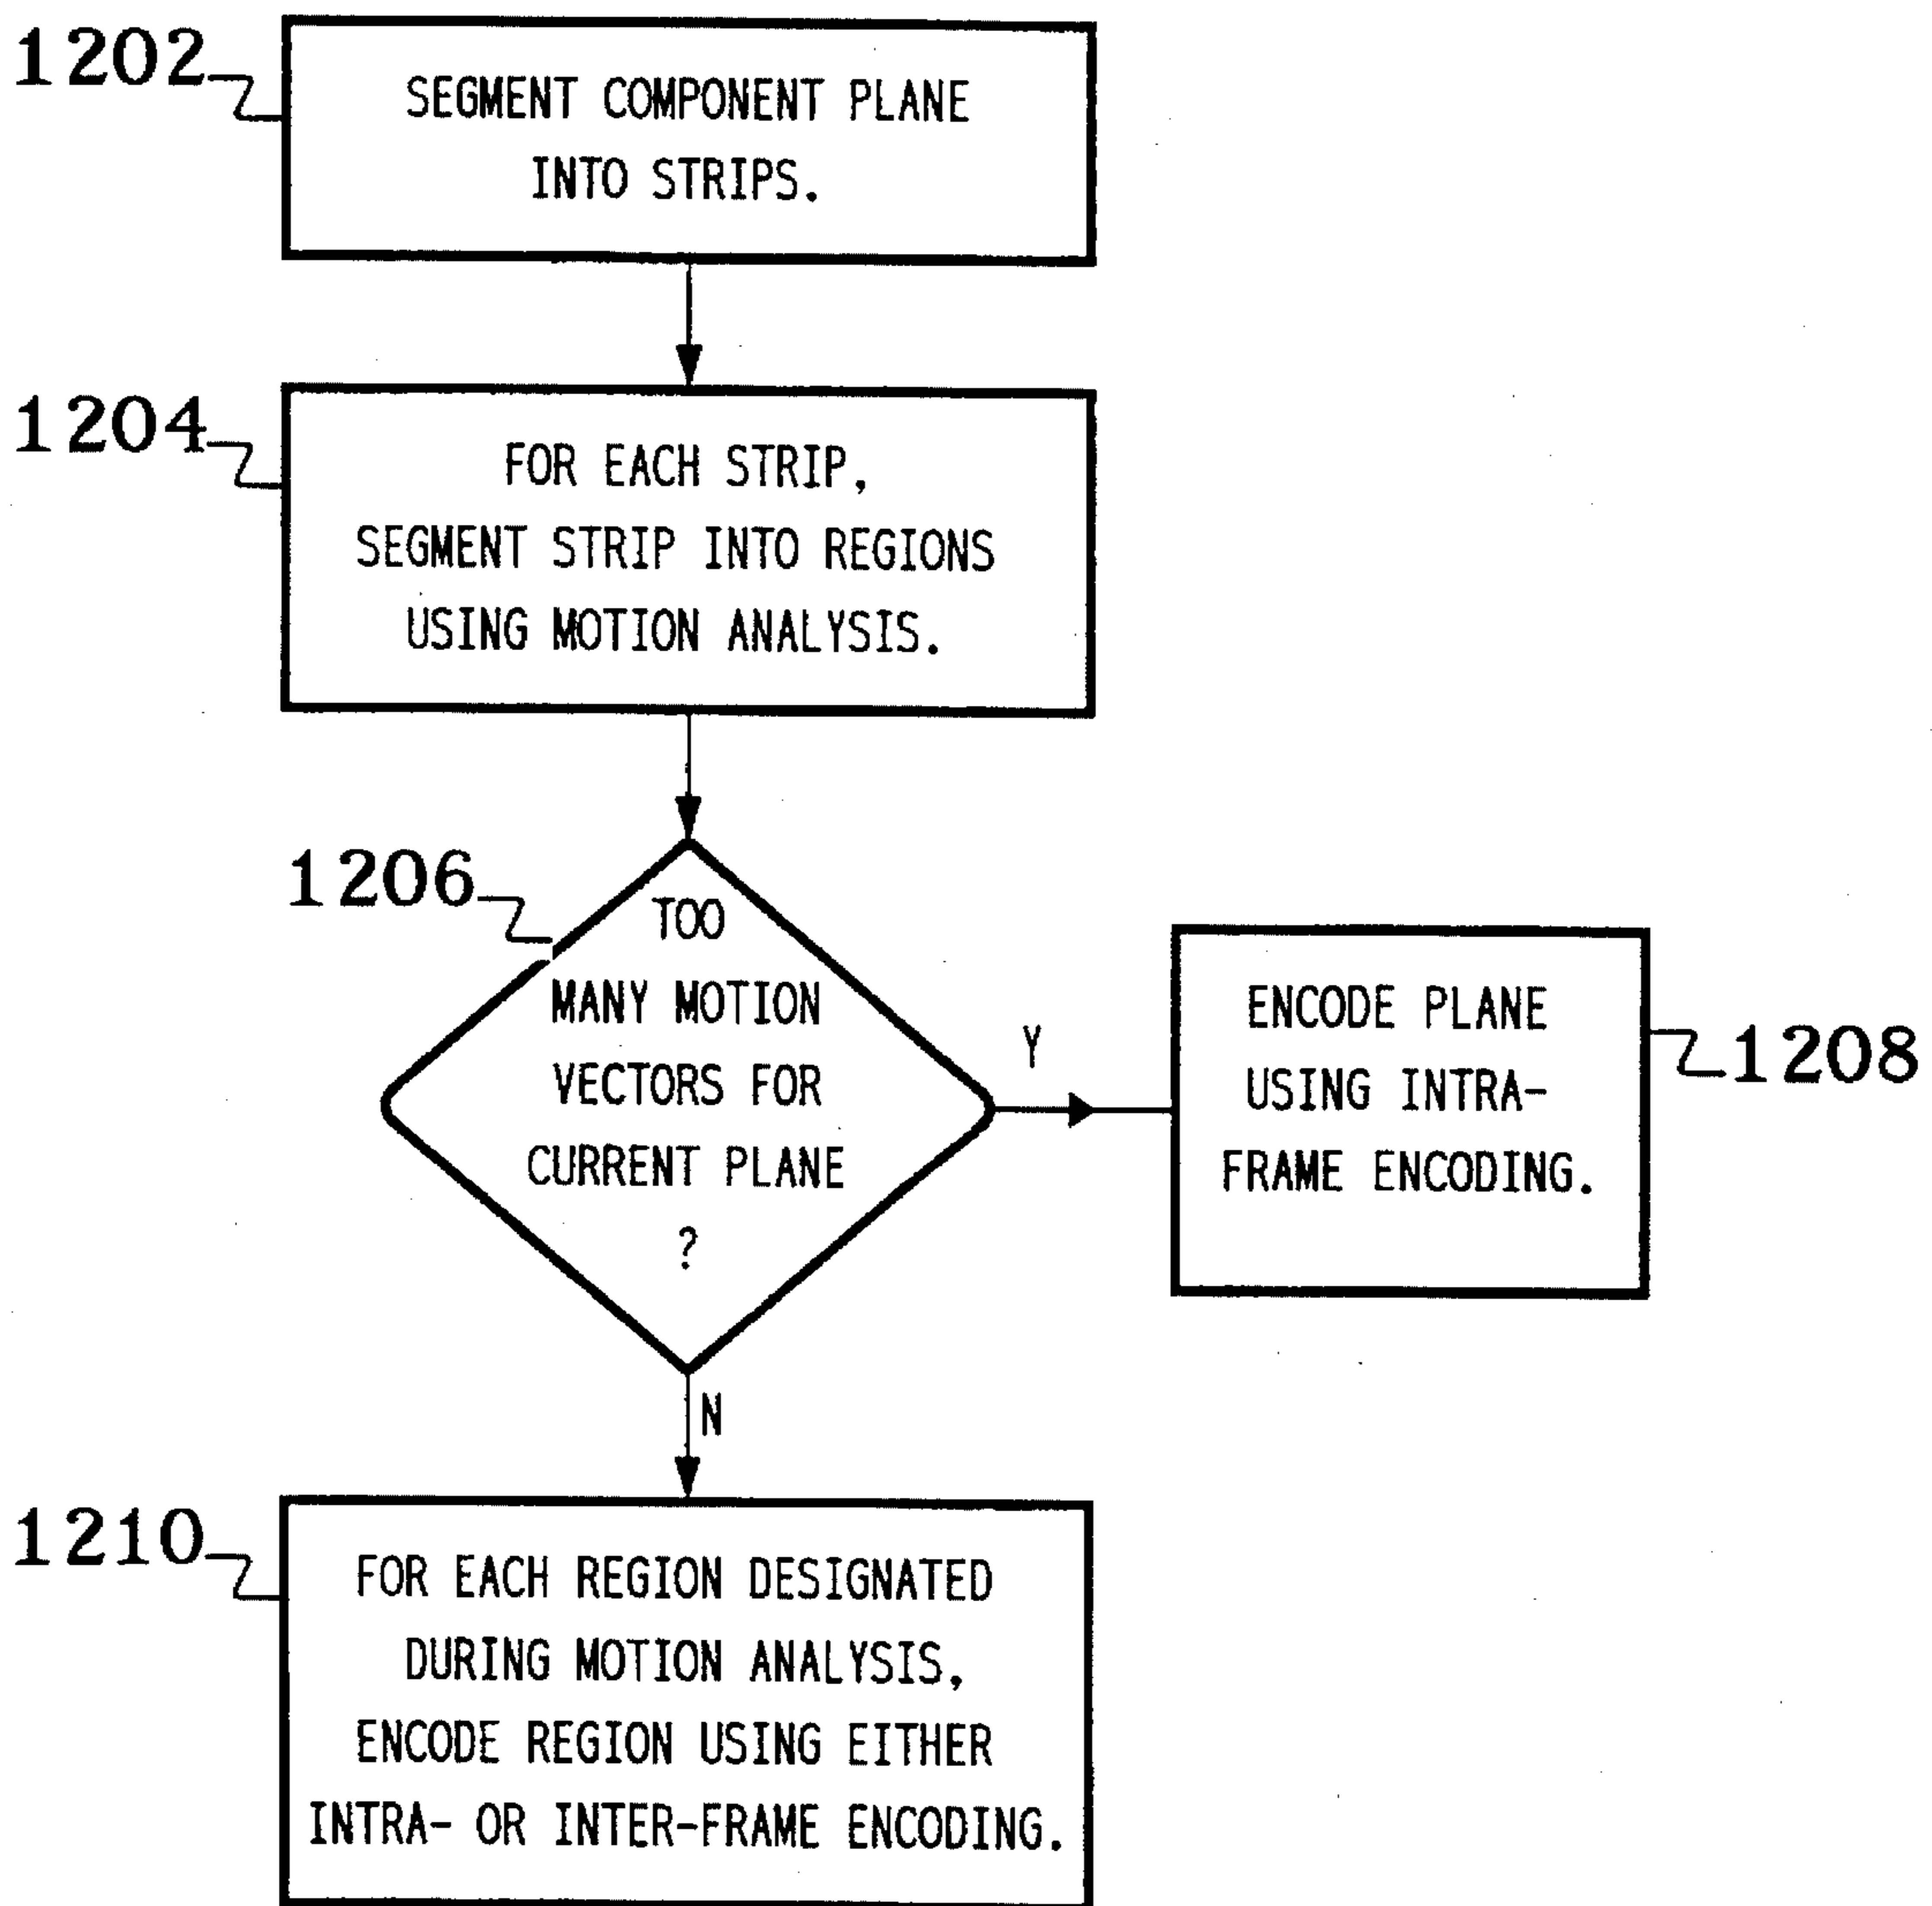 1202
SEGMENT COMPONENT PLANE
INTO STRIPS.
1204
FOR EACH STRIP,
SEGMENT STRIP INTO REGIONS
USING MOTION ANALYSIS.
1206
TOO
MANY MOTION
VECTORS FOR
CURRENT PLANE
?
Y
ENCODE PLANE
USING INTRA-
FRAME ENCODING.
1208
N
1210
FOR EACH REGION DESIGNATED
DURING MOTION ANALYSIS,
ENCODE REGION USING EITHER
INTRA- OR INTER-FRAME ENCODING.